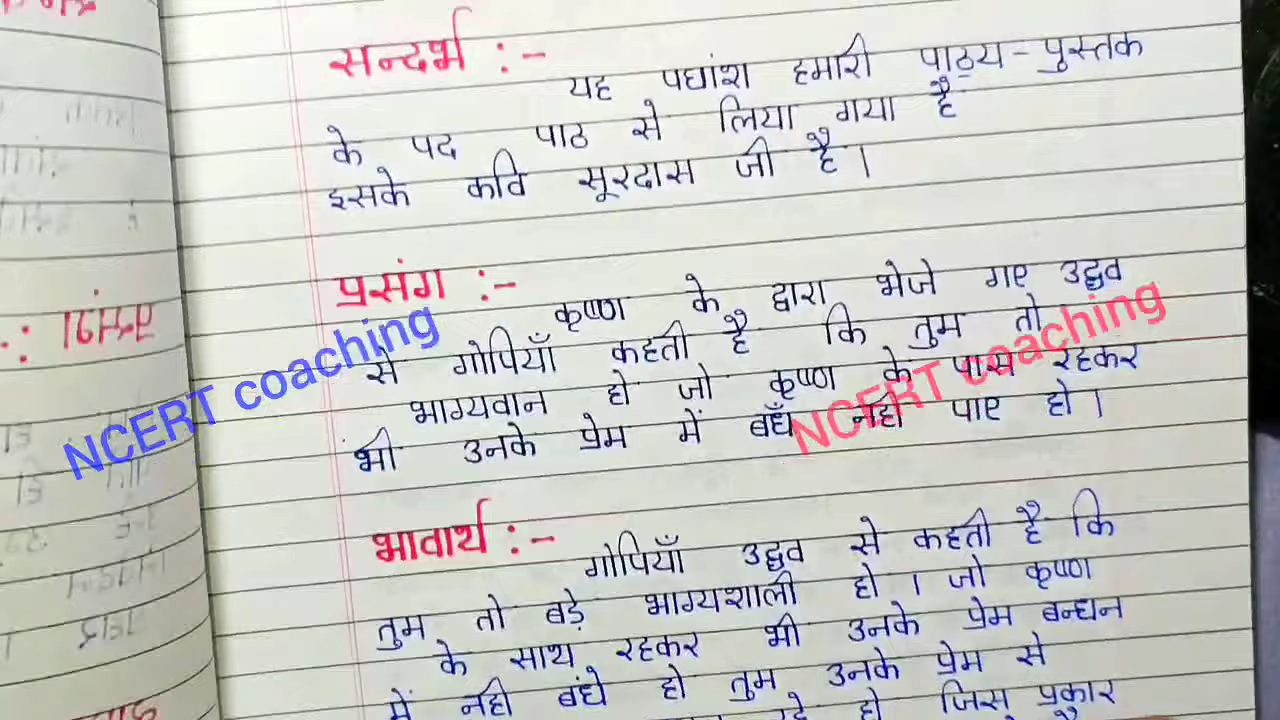 सन्दर्भ :-
यह पद्यांश हमारी पाठ्य-पुस्तक
के पद पाठ से लिया गया है
इसके कवि सूरदास जी है।
प्रसंग :-
कृष्ण के द्वारा भेजे गए उद्धव
से गोपियाँ कहती है कि तुम तो
भाग्यवान हो जो कृष्ण के पास रहकर
भी उनके प्रेम में बँध नही पाए हो।
NCERT coaching
NCERT coaching
भावार्थ :-
गोपियाँ उद्धव से कहती है कि
तुम तो बड़े भाग्यशाली हो। जो कृष्ण
के साथ रहकर भी उनके प्रेम बन्धन
में नही बंधे हो तुम उनके प्रेम से
रहे हो जिस प्रकार